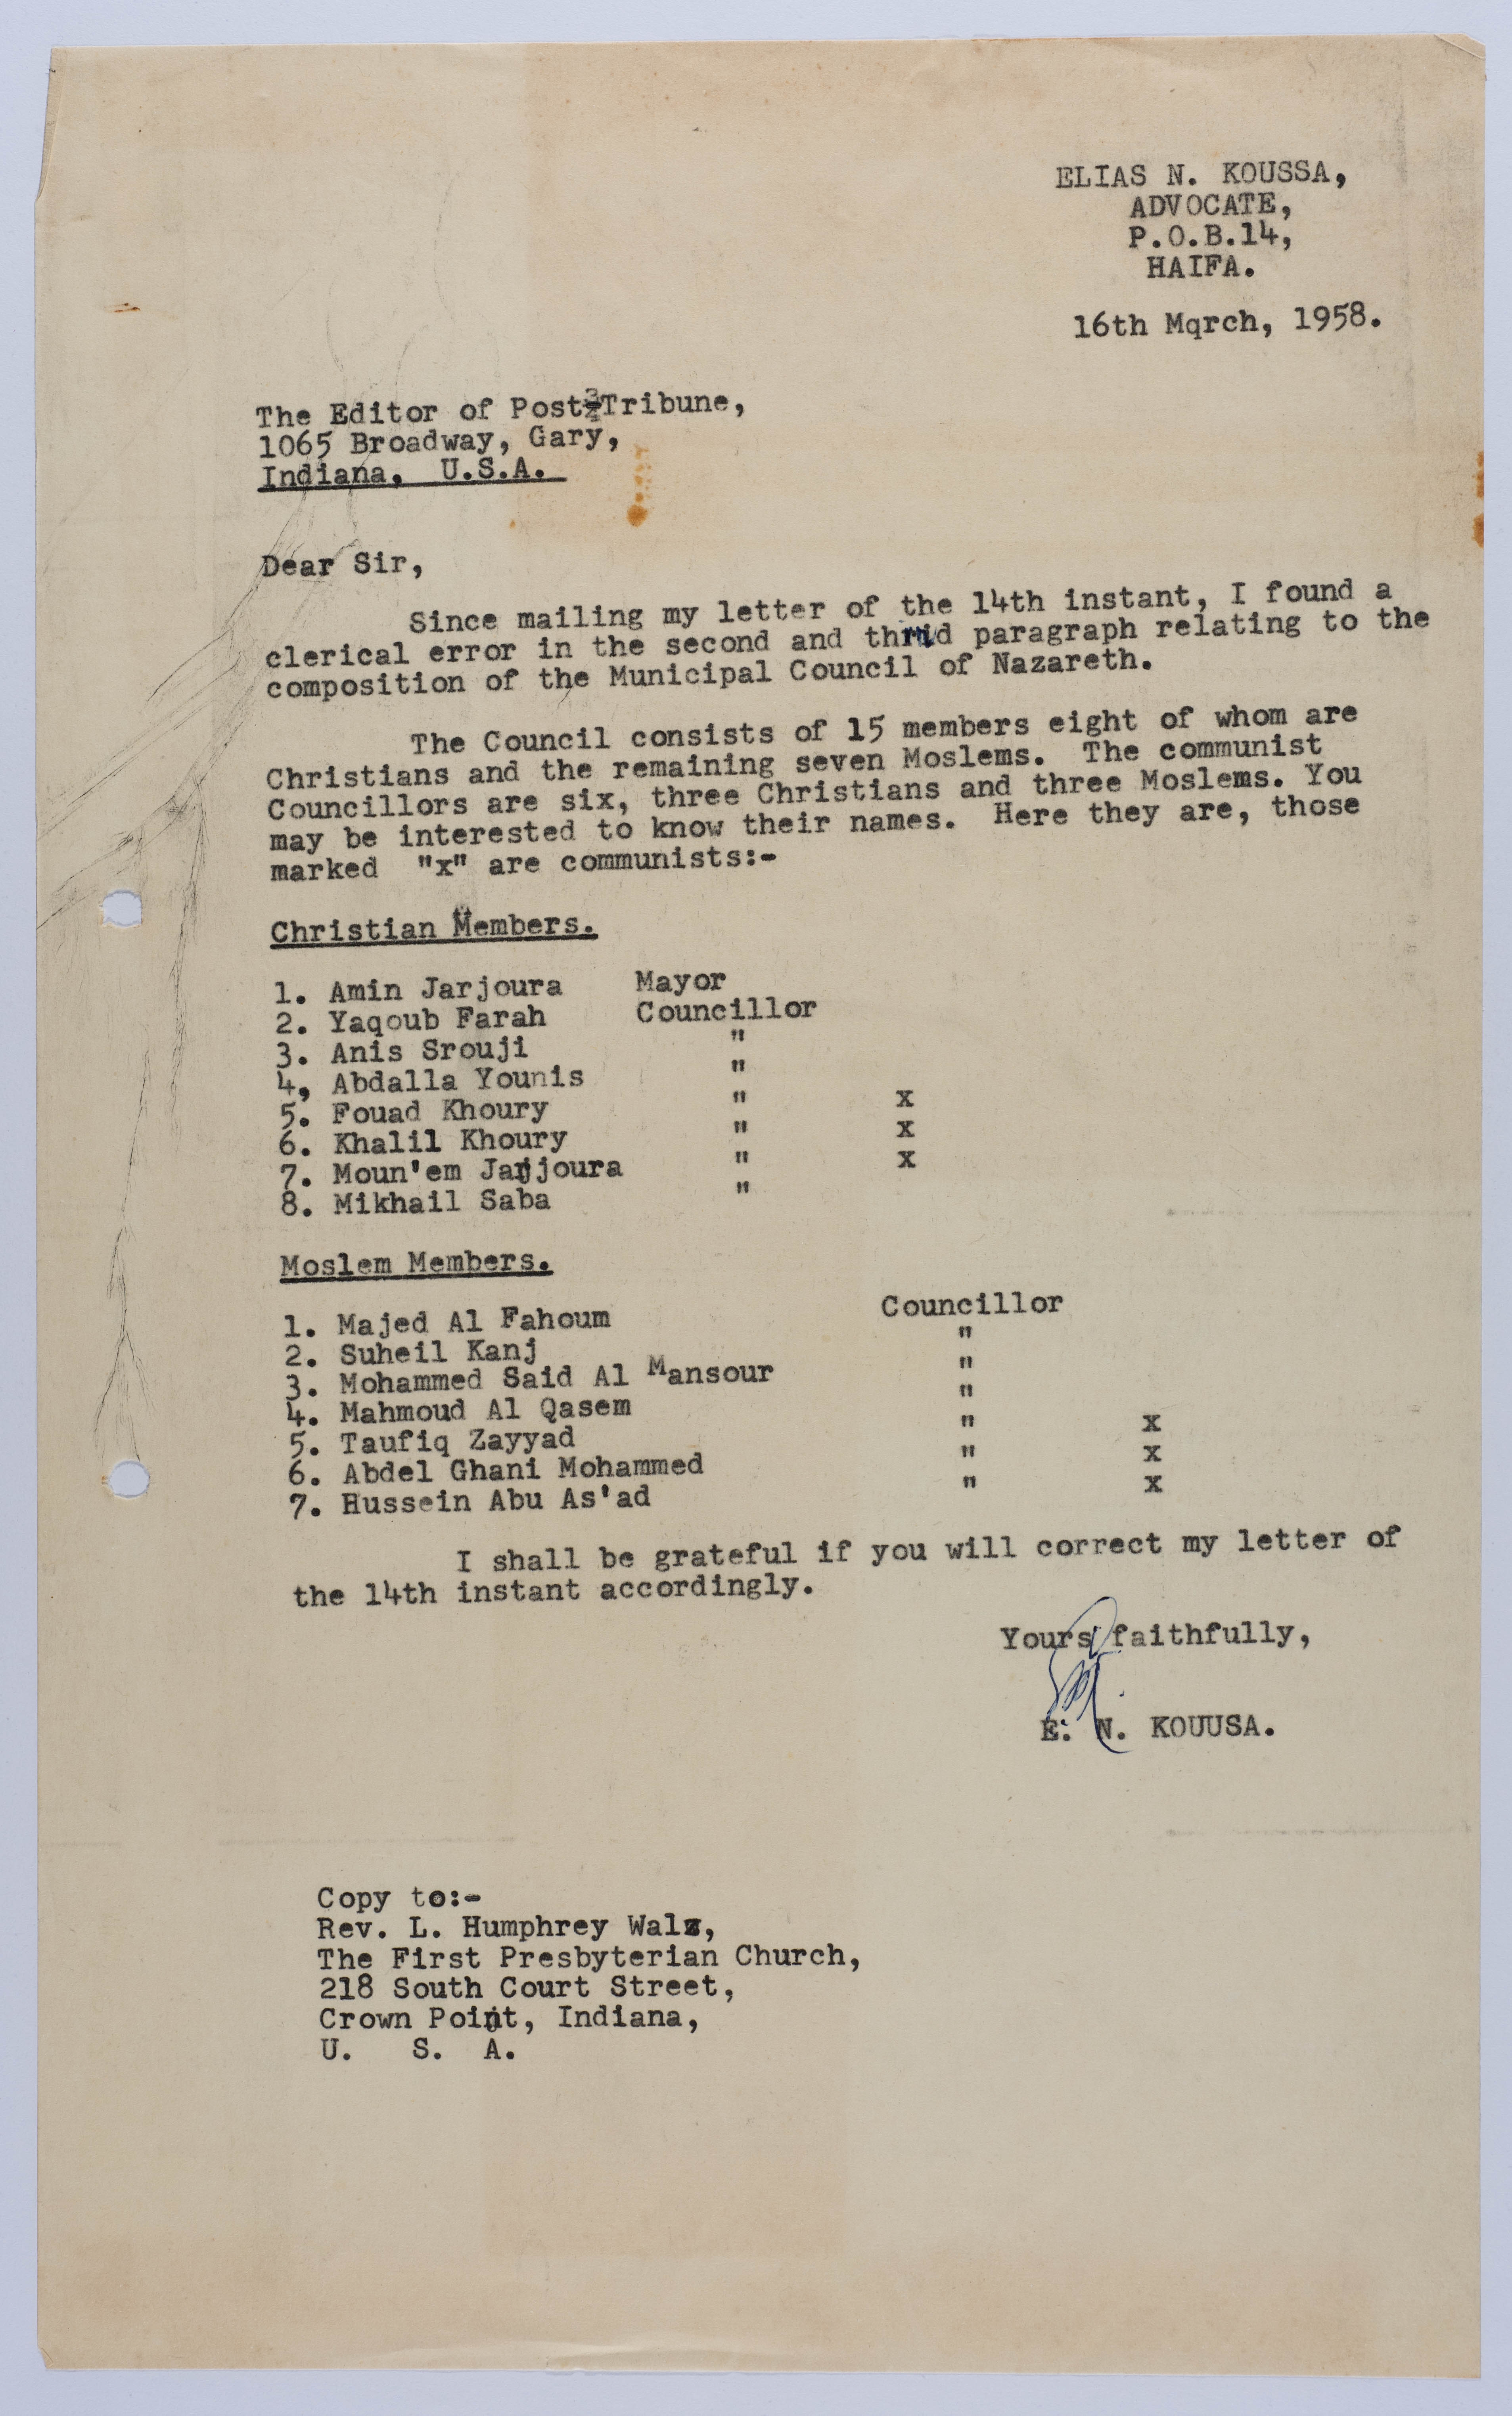 ELIAS N. KOUSSA,
ADVOCATE,
P.O.B.14,
HAIFA.
16th Mqrch, 1958.
The Editor of Post-Tribune,
1065 Broadway, Gary,
Indiana, U.S.A.
Dear Sir,
Since mailing my letter of the 14th instant, I found a
clerical error in the second and third paragraph relating to the
composition of the Municipal Council of Nazareth.
The Council consists of 15 members eight of whom are
Christians and the remaining seven Moslems. The communist
Councillors are six, three Christians and three Moslems. You
may be interested to know their names. Here they are, those
marked "x" are communists:-
Christian Members.
1. Amin Jarjoura Mayor
2. Yaqoub Farah Councillor
3. Anis Srouji "
4, Abdalla Younis "
5. Fouad Khoury " x
6. Khalil Khoury " x
7. Moun'em Jarjoura " x
8. Mikhail Saba "
Moslem Members.
1. Majed Al Fahoum Councillor
2. Suheil Kanj "
3. Mohammed Said Al Mansour "
4. Mahmoud Al Qasem "
5. Taufiq Zayyad " x
6. Abdel Ghani Mohammed " x
7. Hussein Abu As'ad " x
I shall be grateful if you will correct my letter of
the 14th instant accordingly.
Yours faithfully,
E. N. KOUUSA.
Copy to:-
Rev. L. Humphrey Walz,
The First Presbyterian Church,
218 South Court Street,
Crown Point, Indiana,
U. S. A.